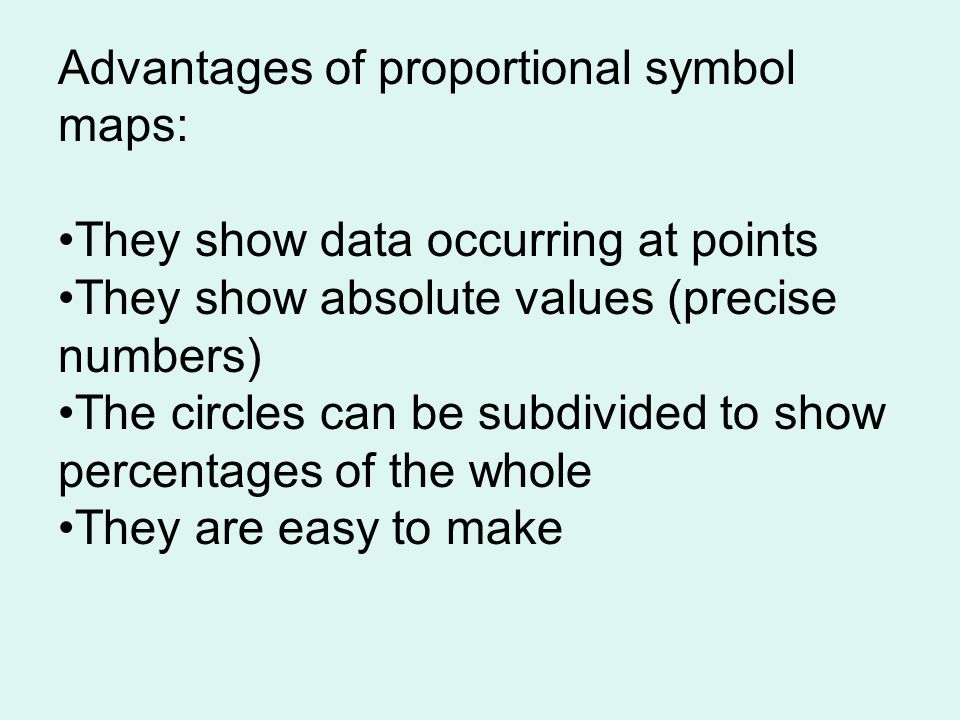 Advantages of proportional symbol
maps:
•They show data occurring at points
•They show absolute values (precise
numbers)
•The circles can be subdivided to show
percentages of the whole
•They are easy to make